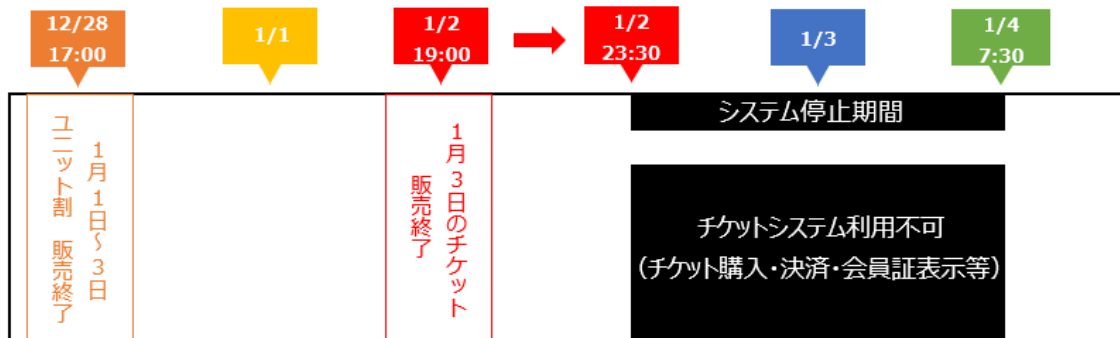 12/28
17:00
1/1
1/2
19:00
1/2
23:30
1/3
1/4
7:30
1月1日～3日
ユニット割　販売終了
1月3日のチケット
販売終了
システム停止期間
チケットシステム利用不可
（チケット購入・決済・会員証表示等）